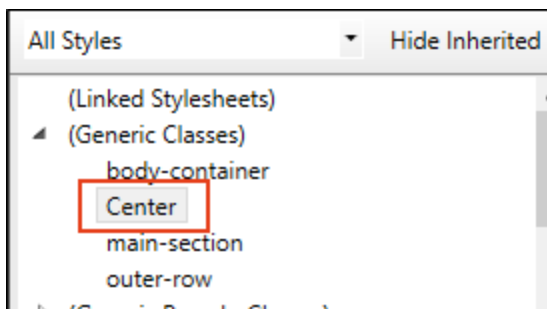 All Styles Hide Inherited
(Linked Stylesheets)
(Generic Classes)
body-container
Center
main-section
outer-row